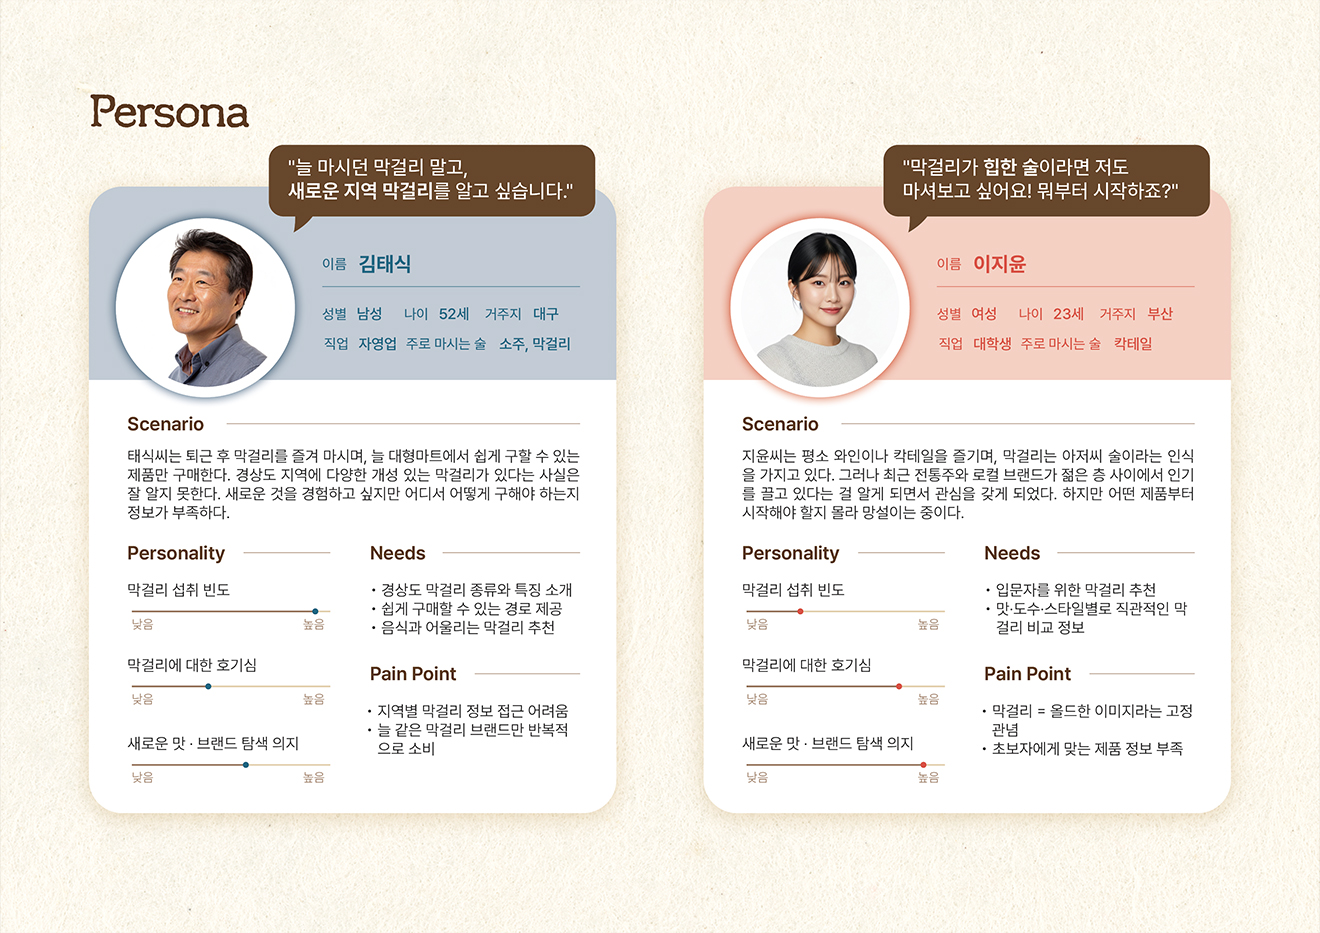 Persona
"늘 마시던 막걸리 말고,
새로운 지역 막걸리를 알고 싶습니다."
이름 김태식
성별 남성 나이 52세 거주지 대구
직업 자영업 주로 마시는 술 소주, 막걸리
Scenario
태식씨는 퇴근 후 막걸리를 즐겨 마시며, 늘 대형마트에서 쉽게 구할 수 있는
제품만 구매한다. 경상도 지역에 다양한 개성 있는 막걸리가 있다는 사실은
잘 알지 못한다. 새로운 것을 경험하고 싶지만 어디서 어떻게 구해야 하는지
정보가 부족하다.
Personality
막걸리 섭취 빈도
낮음 높음
막걸리에 대한 호기심
낮음 높음
새로운 맛 · 브랜드 탐색 의지
낮음 높음
Needs
• 경상도 막걸리 종류와 특징 소개
• 쉽게 구매할 수 있는 경로 제공
• 음식과 어울리는 막걸리 추천
Pain Point
• 지역별 막걸리 정보 접근 어려움
• 늘 같은 막걸리 브랜드만 반복적
으로 소비
"막걸리가 힙한 술이라면 저도
마셔보고 싶어요! 뭐부터 시작하죠?"
이름 이지윤
성별 여성 나이 23세 거주지 부산
직업 대학생 주로 마시는 술 칵테일
Scenario
지윤씨는 평소 와인이나 칵테일을 즐기며, 막걸리는 아저씨 술이라는 인식
을 가지고 있다. 그러나 최근 전통주와 로컬 브랜드가 젊은 층 사이에서 인기
를 끌고 있다는 걸 알게 되면서 관심을 갖게 되었다. 하지만 어떤 제품부터
시작해야 할지 몰라 망설이는 중이다.
Personality
막걸리 섭취 빈도
낮음 높음
막걸리에 대한 호기심
낮음 높음
새로운 맛 · 브랜드 탐색 의지
낮음 높음
Needs
• 입문자를 위한 막걸리 추천
• 맛·도수·스타일별로 직관적인 막
걸리 비교 정보
Pain Point
• 막걸리 = 올드한 이미지라는 고정
관념
• 초보자에게 맞는 제품 정보 부족